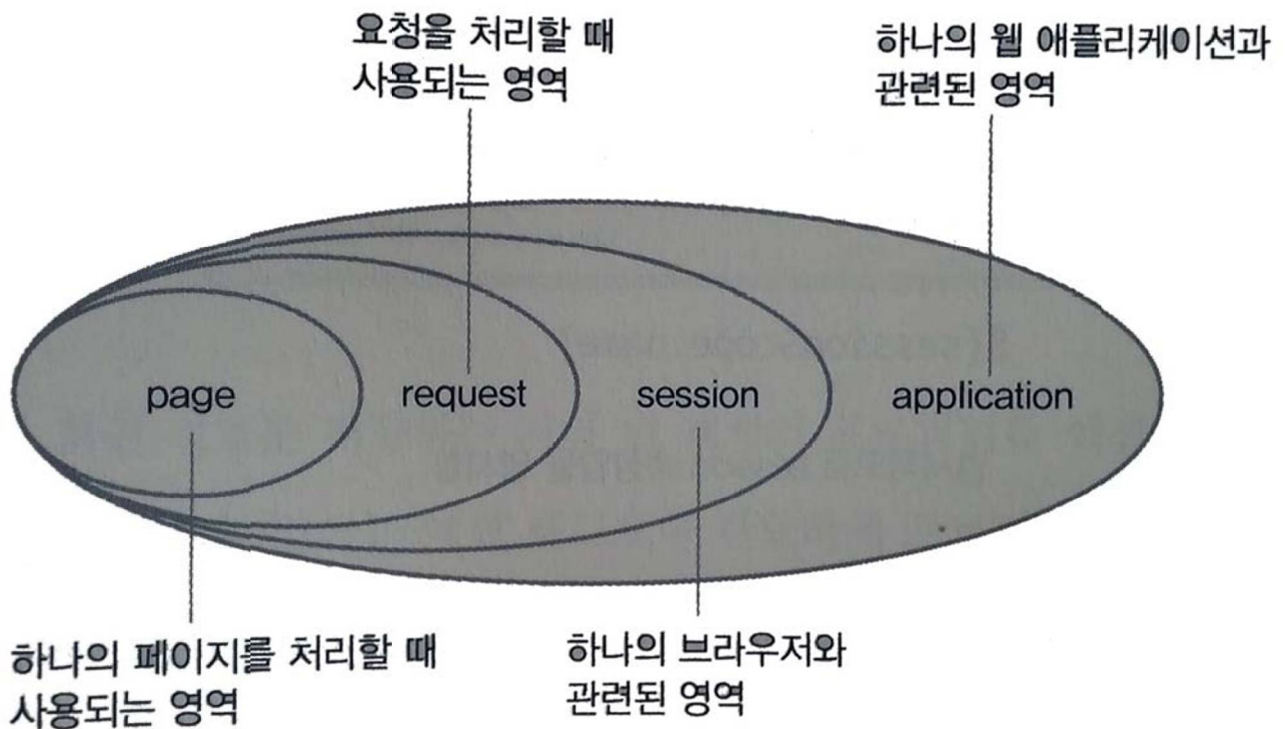 요청을 처리할 때
사용되는 영역
하나의 웹 애플리케이션과
관련된 영역
page
request
session
application
하나의 페이지를 처리할 때
사용되는 영역
하나의 브라우저와
관련된 영역